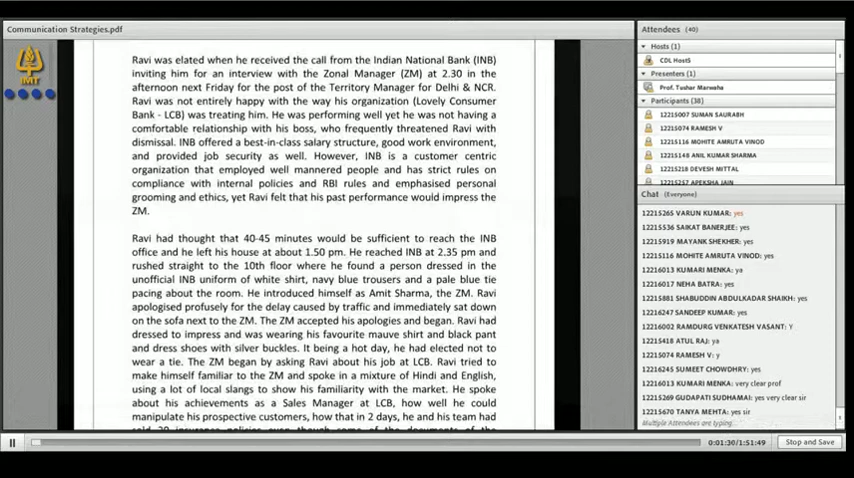 Communication Strategies.pdf
IMT
Ravi was elated when he received the call from the Indian National Bank (INB)
inviting him for an interview with the Zonal Manager (ZM) at 2.30 in the
afternoon next Friday for the post of the Territory Manager for Delhi & NCR.
Ravi was not entirely happy with the way his organization (Lovely Consumer
Bank - LCB) was treating him. He was performing well yet he was not having a
comfortable relationship with his boss, who frequently threatened Ravi with
dismissal. INB offered a best-in-class salary structure, good work environment,
and provided job security as well. However, INB is a customer centric
organization that employed well mannered people and has strict rules on
compliance with internal policies and RBI rules and emphasised personal
grooming and ethics, yet Ravi felt that his past performance would impress the
ZM.
Ravi had thought that 40-45 minutes would be sufficient to reach the INB
office and he left his house at about 1.50 pm. He reached INB at 2.35 pm and
rushed straight to the 10th floor where he found a person dressed in the
unofficial INB uniform of white shirt, navy blue trousers and a pale blue tie
pacing about the room. He introduced himself as Amit Sharma, the ZM. Ravi
apologised profusely for the delay caused by traffic and immediately sat down
on the sofa next to the ZM. The ZM accepted his apologies and began. Ravi had
dressed to impress and was wearing his favourite mauve shirt and black pant
and dress shoes with silver buckles. It being a hot day, he had elected not to
wear a tie. The ZM began by asking Ravi about his job at LCB. Ravi tried to
make himself familiar to the ZM and spoke in a mixture of Hindi and English,
using a lot of local slangs to show his familiarity with the market. He spoke
about his achievements as a Sales Manager at LCB, how well he could
manipulate his prospective customers, how that in 2 days, he and his team had
sold 20 insurance policies even though some of the documents of the
Attendees (40)
Hosts (1)
CDL Host5
Presenters (1)
Prof. Tushar Marwaha
Participants (38)
12215007 SUMAN SAURABH
12215074 RAMESH V
12215116 MOHITE AMRUTA VINOD
12215148 ANIL KUMAR SHARMA
12215218 DEVESH MITTAL
12215257 APEKSHA JAIN
Chat (Everyone)
12215265 VARUN KUMAR: yes
12215536 SAIKAT BANERJEE: yes
12215919 MAYANK SHEKHER: yes
12215116 MOHITE AMRUTA VINOD: yes
12216013 KUMARI MENKA: ya
12216017 NEHA BATRA: yes
12215881 SHABUDDIN ABDULKADAR SHAIKH: yes
12216247 SANDEEP KUMAR: yes
12216002 RAMDURG VENKATESH VASANT: Y
12215418 ATUL RAJ: ya
12215074 RAMESH V: y
12216245 SUMEET CHOWDHRY: yes
12216013 KUMARI MENKA: very clear prof
12215269 GUDAPATI SUDHAMAI: yes very clear sir
12215670 TANYA MEHTA: yes sir
Multiple Attendees are typing...
0:01:30/1:51:49
Stop and Save